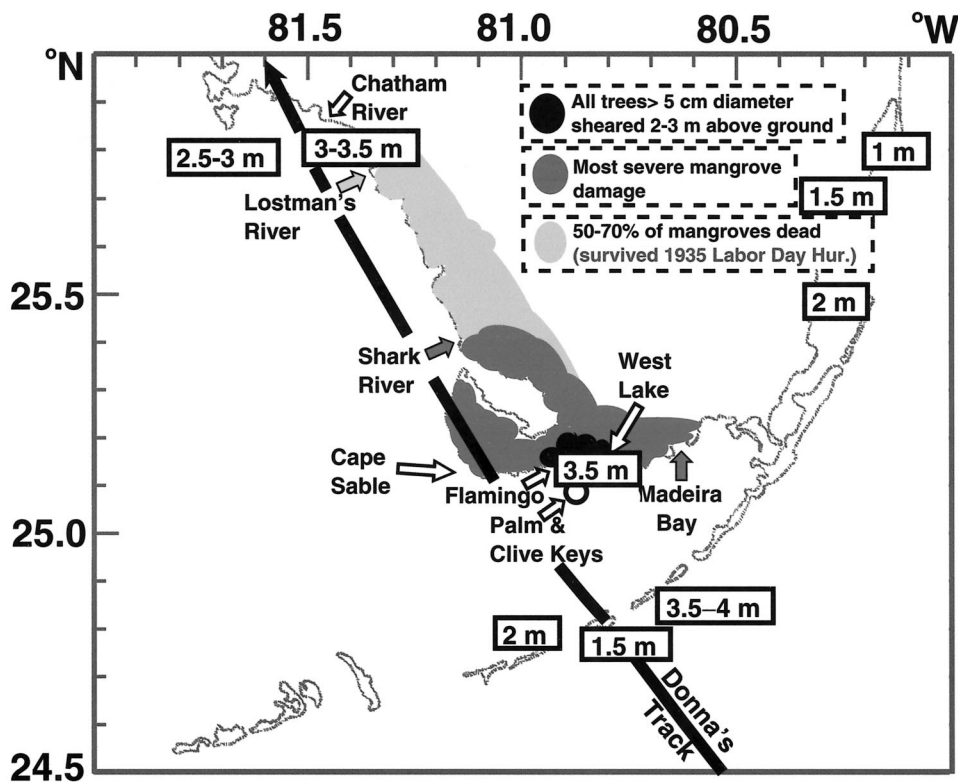 81.5
81.0
80.5
°W
°N
Chatham
River
All trees> 5 cm diameter
sheared 2-3 m above ground
2.5-3 m
3-3.5 m
1 m
Most severe mangrove
damage
1.5 m
Lostman's
River
50-70% of mangroves dead
(survived 1935 Labor Day Hur.)
25.5
2 m
Shark
River
West
Lake
Cape
Sable
3.5 m
Flamingo
Madeira
Bay
Palm &
Clive Keys
25.0
3.5–4 m
2 m
1.5 m
Donna's
Track
24.5